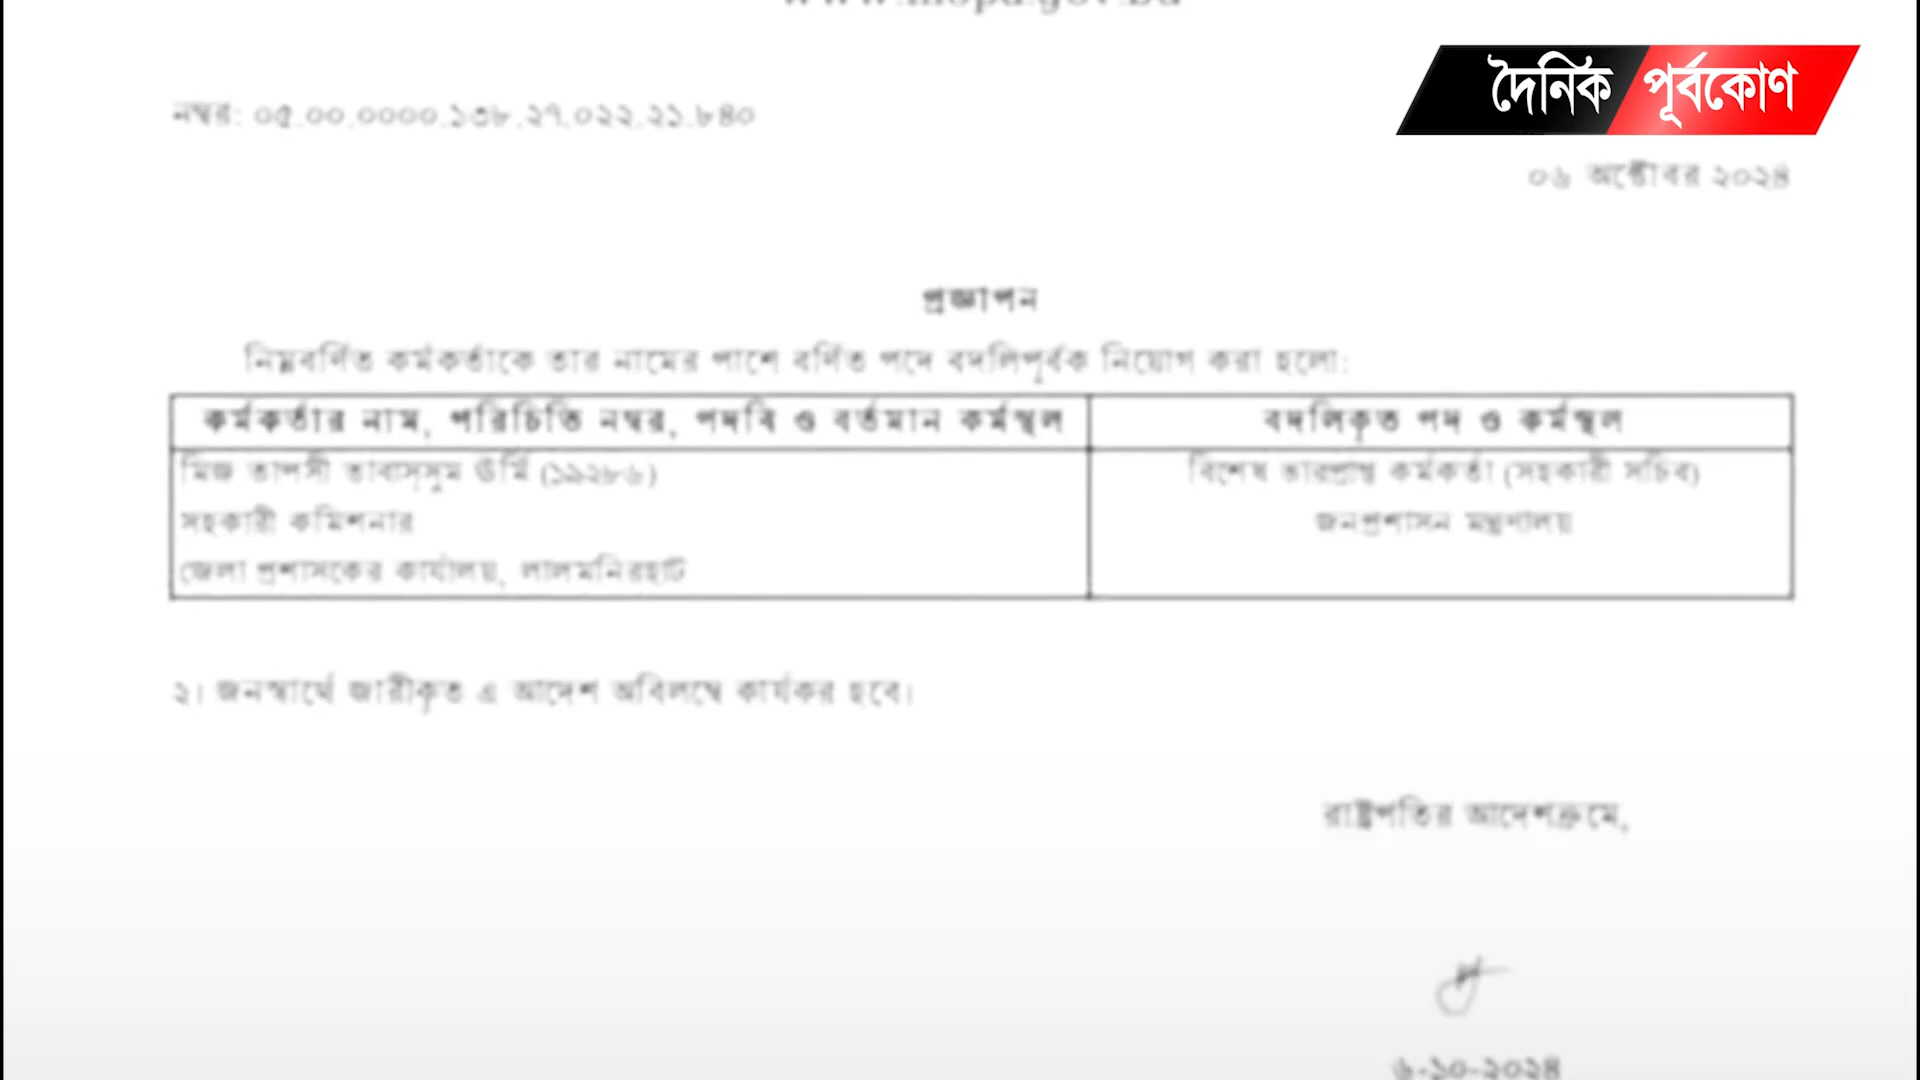 www.mopa.gov.bd
দৈনিক পূর্বকোণ
নম্বর: ০৫.০০.০০০০.১৩৮.২৭.০২২.২১.৮৪০
০৬ অক্টোবর ২০২৪
প্রজ্ঞাপন
নিম্নবর্ণিত কর্মকর্তাকে তার নামের পাশে বর্ণিত পদে বদলিপূর্বক নিয়োগ করা হলো:
কর্মকর্তার নাম, পরিচিতি নম্বর, পদবি ও বর্তমান কর্মস্থল
বদলিকৃত পদ ও কর্মস্থল
মিজ তাপসী তাবাস্সুম উর্মি (১৯২৮৬)
সহকারী কমিশনার
জেলা প্রশাসকের কার্যালয়, লালমনিরহাট
বিশেষ ভারপ্রাপ্ত কর্মকর্তা (সহকারী সচিব)
জনপ্রশাসন মন্ত্রণালয়
২। জনস্বার্থে জারীকৃত এ আদেশ অবিলম্বে কার্যকর হবে।
রাষ্ট্রপতির আদেশক্রমে,
৬-১০-২০২৪